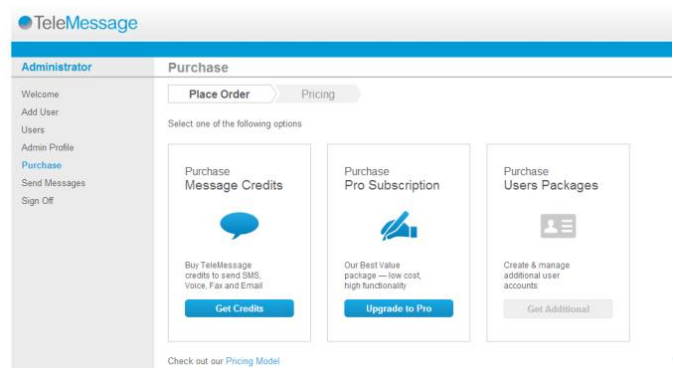 TeleMessage
Administrator
Welcome
Add User
Users
Admin Profile
Purchase
Send Messages
Sign Off
Purchase
Place Order
Pricing
Select one of the following options
Purchase
Message Credits
Buy TeleMessage
credits to send SMS,
Voice, Fax and Email
Get Credits
Purchase
Pro Subscription
Our Best Value
package — low cost,
high functionality
Upgrade to Pro
Purchase
Users Packages
Create & manage
additional user
accounts
Get Additional
Check out our Pricing Model